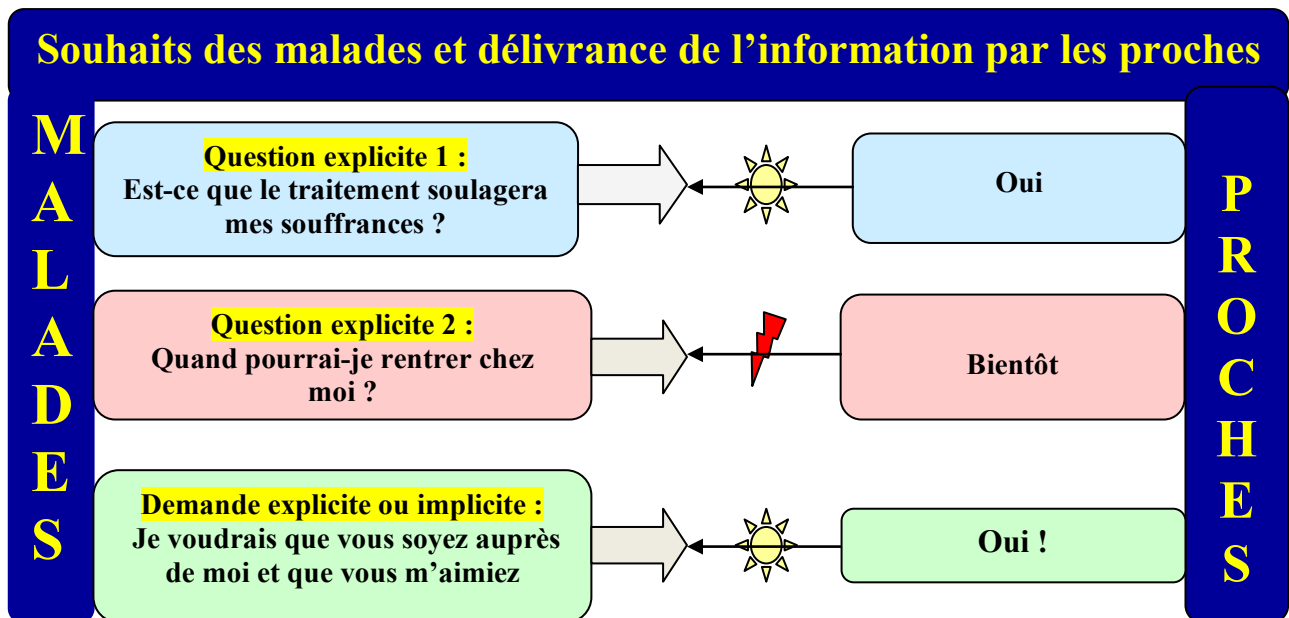 Souhaits des malades et délivrance de l’information par les proches
MALADES
Question explicite 1 :
Est-ce que le traitement soulagera
mes souffrances ?
Oui
Question explicite 2 :
Quand pourrai-je rentrer chez
moi ?
Bientôt
Demande explicite ou implicite :
Je voudrais que vous soyez auprès
de moi et que vous m’aimiez
Oui !
PROCHES